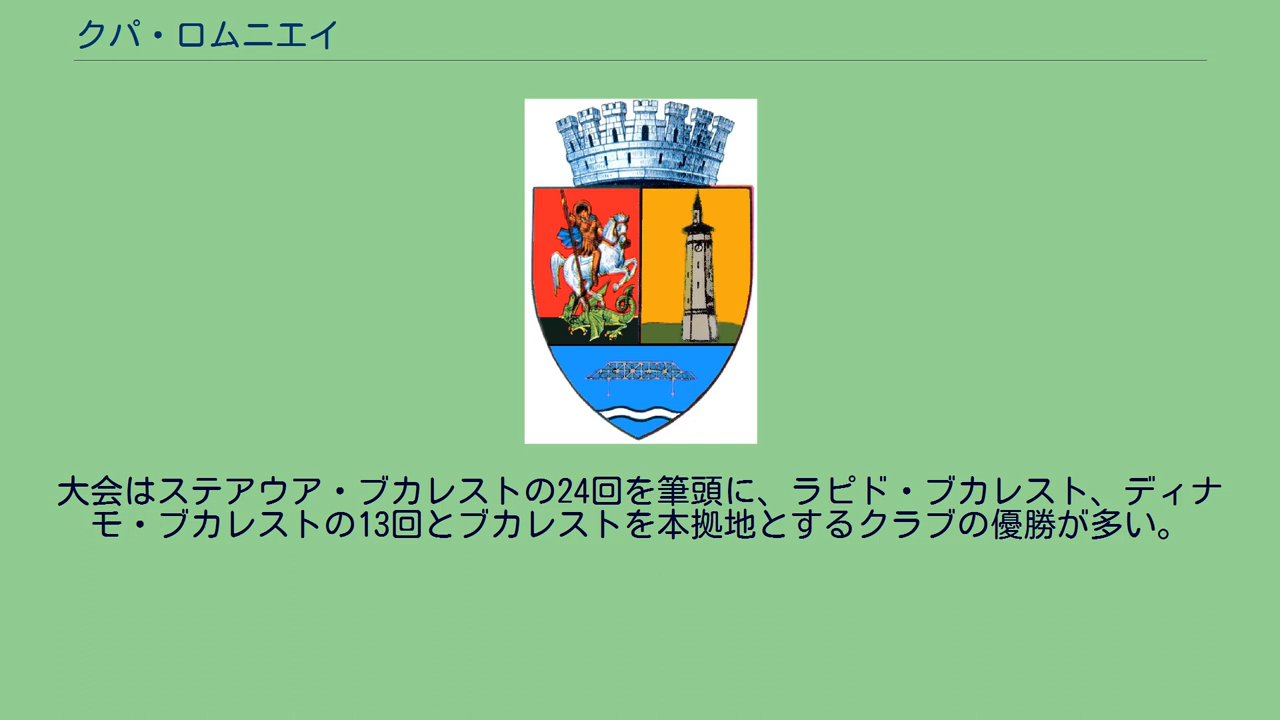 クパ・ロムニエイ
大会はステアウア・ブカレストの24回を筆頭に、ラピド・ブカレスト、ディナ
モ・ブカレストの13回とブカレストを本拠地とするクラブの優勝が多い。